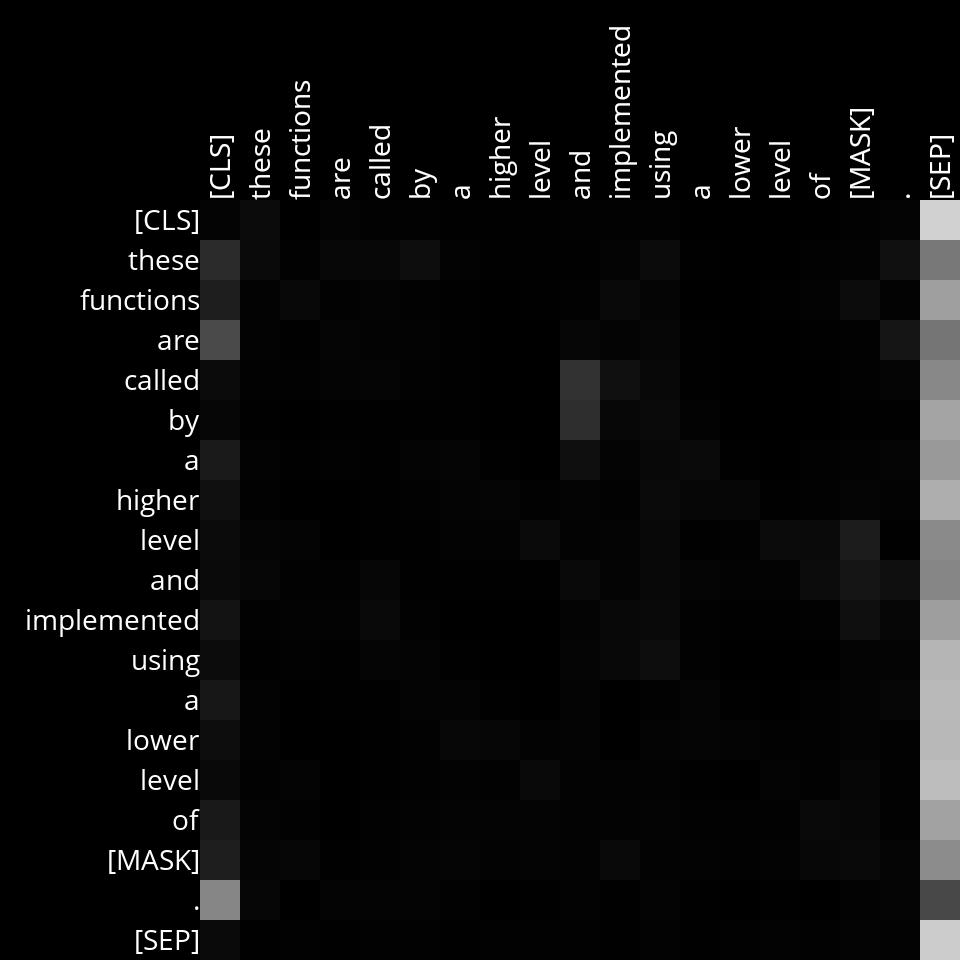 [CLS] these functions are called by a higher level and implemented using a lower level of [MASK] . [SEP]
[CLS]
these
functions
are
called
by
a
higher
level
and
implemented
using
a
lower
level
of
[MASK]
.
[SEP]